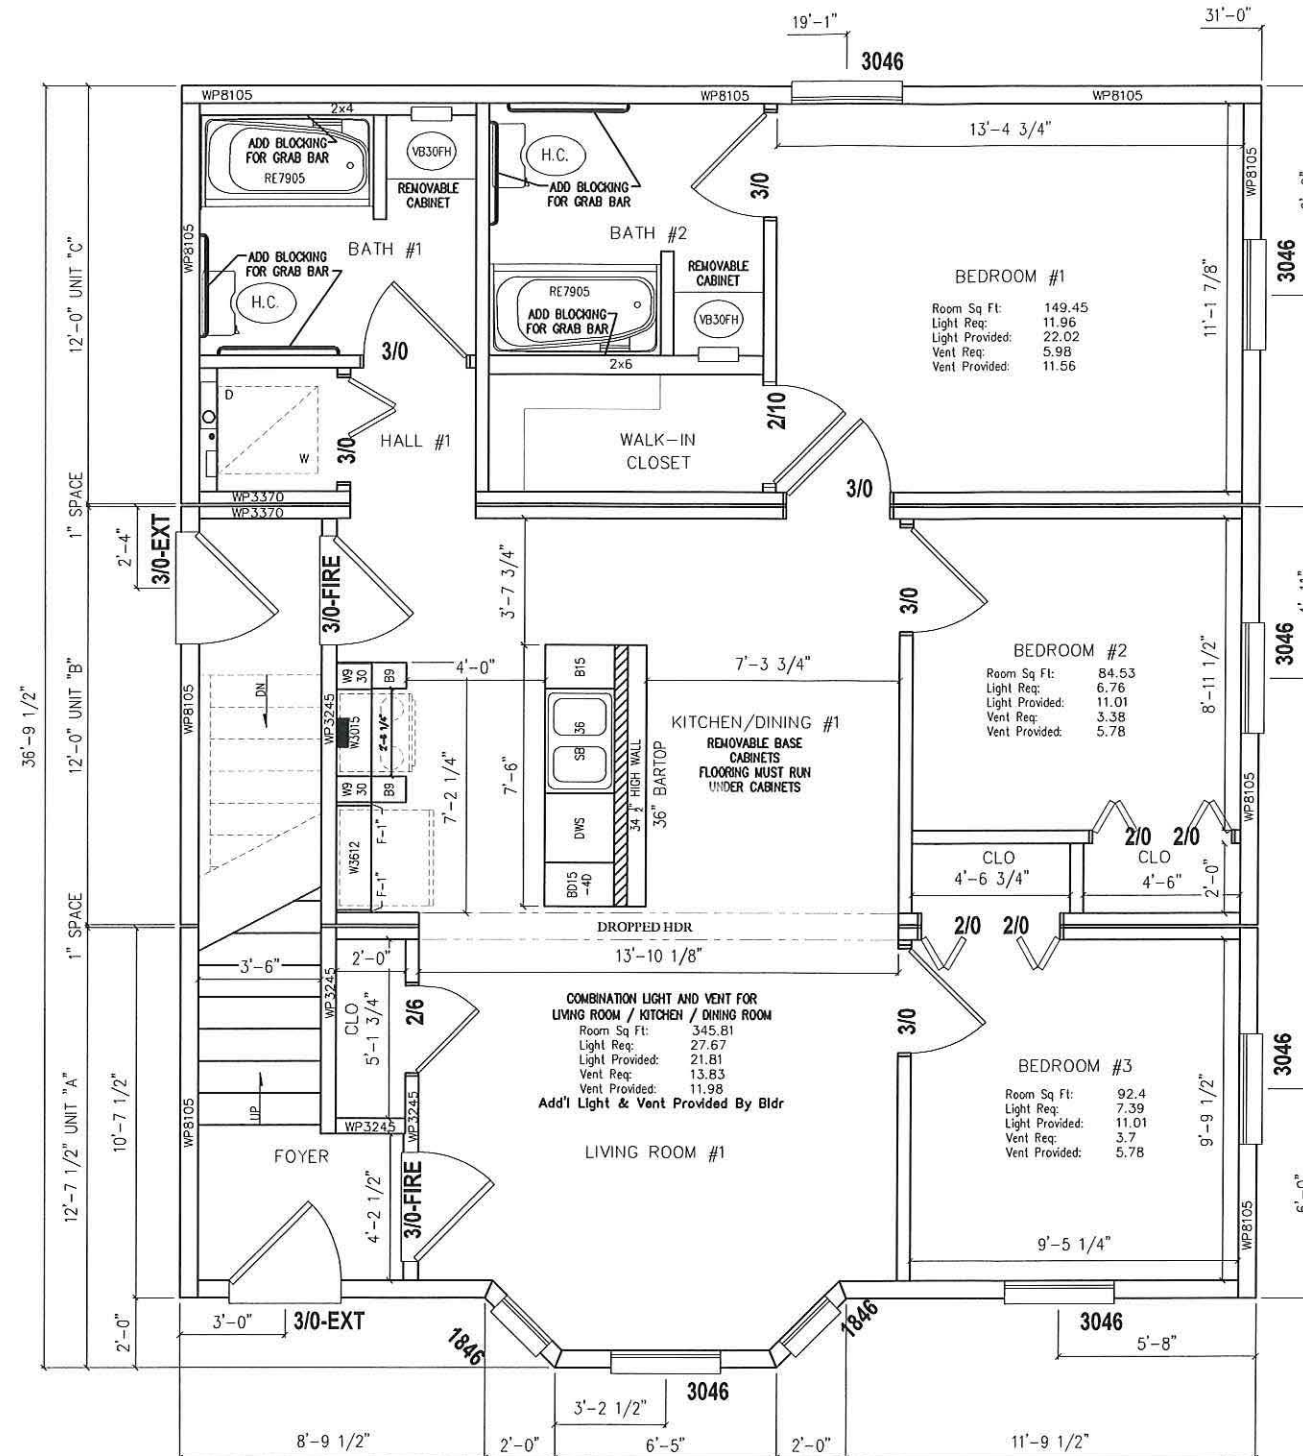 19'-1"
31'-0"
3046
WP8105
WP8105
WP8105
2x4
ADD BLOCKING
FOR GRAB BAR
RE7905
VB30FH
REMOVABLE
CABINET
H.C.
ADD BLOCKING
FOR GRAB BAR
3/0
13'-4 3/4"
WP8105
WP8105
BATH #1
BATH #2
ADD BLOCKING
FOR GRAB BAR
H.C.
REMOVABLE
CABINET
RE7905
ADD BLOCKING
FOR GRAB BAR
VB30FH
2x6
3/0
BEDROOM #1
Room Sq Ft: 149.45
Light Req: 11.96
Light Provided: 22.02
Vent Req: 5.98
Vent Provided: 11.56
11'-1 7/8"
3046
12'-0" UNIT "C"
D
W
3/0
HALL #1
WALK-IN
CLOSET
2/10
3/0
1" SPACE
WP3370
WP3370
2'-4"
3/0-EXT
3/0-FIRE
3'-7 3/4"
3/0
36'-9 1/2"
12'-0" UNIT "B"
WP8105
DN
WP3245
W9
30
B9
W3015
2'-6 1/4"
W9
30
B9
W3612
F-1"
F-1"
4'-0"
7'-2 1/4"
7'-6"
B15
SB 36
DWS
BD15
-4D
34 1/2 HIGH WALL
36" BARTOP
7'-3 3/4"
KITCHEN/DINING #1
REMOVABLE BASE
CABINETS
FLOORING MUST RUN
UNDER CABINETS
BEDROOM #2
Room Sq Ft: 84.53
Light Req: 6.76
Light Provided: 11.01
Vent Req: 3.38
Vent Provided: 5.78
8'-11 1/2"
3046
WP8105
2/0
2/0
CLO
4'-6 3/4"
CLO
4'-6"
2'-0"
1" SPACE
DROPPED HDR
2/0
2/0
3'-6"
2'-0"
13'-10 1/8"
WP3245
CLO
5'-1 3/4"
2/6
COMBINATION LIGHT AND VENT FOR
LIVING ROOM / KITCHEN / DINING ROOM
Room Sq Ft: 345.81
Light Req: 27.67
Light Provided: 21.81
Vent Req: 13.83
Vent Provided: 11.98
Add'l Light & Vent Provided By Bldr
3/0
BEDROOM #3
Room Sq Ft: 92.4
Light Req: 7.39
Light Provided: 11.01
Vent Req: 3.7
Vent Provided: 5.78
9'-9 1/2"
3046
12'-7 1/2" UNIT "A"
10'-7 1/2"
WP8105
UP
WP3245
WP3245
FOYER
LIVING ROOM #1
4'-2 1/2"
3/0-FIRE
9'-5 1/4"
WP8105
6'-0"
2'-0"
3'-0"
3/0-EXT
1846
1846
3046
5'-8"
3046
3'-2 1/2"
8'-9 1/2"
2'-0"
6'-5"
2'-0"
11'-9 1/2"